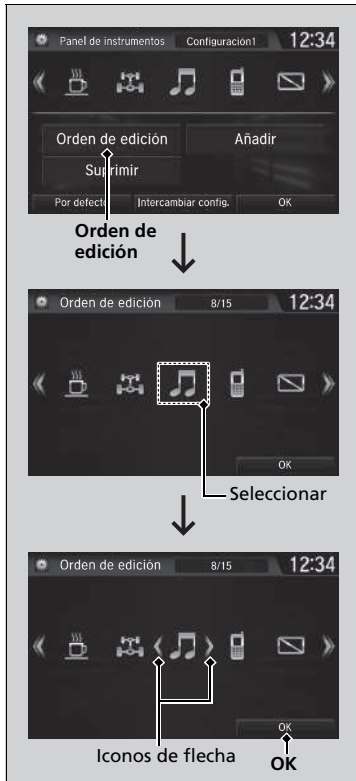 Panel de instrumentos Configuración1 12:34
Orden de edición Añadir
Suprimir
Por defecto Intercambiar config. OK
Orden de
edición
Orden de edición 8/15 12:34
OK
Seleccionar
Orden de edición 8/15 12:34
OK
Iconos de flecha OK